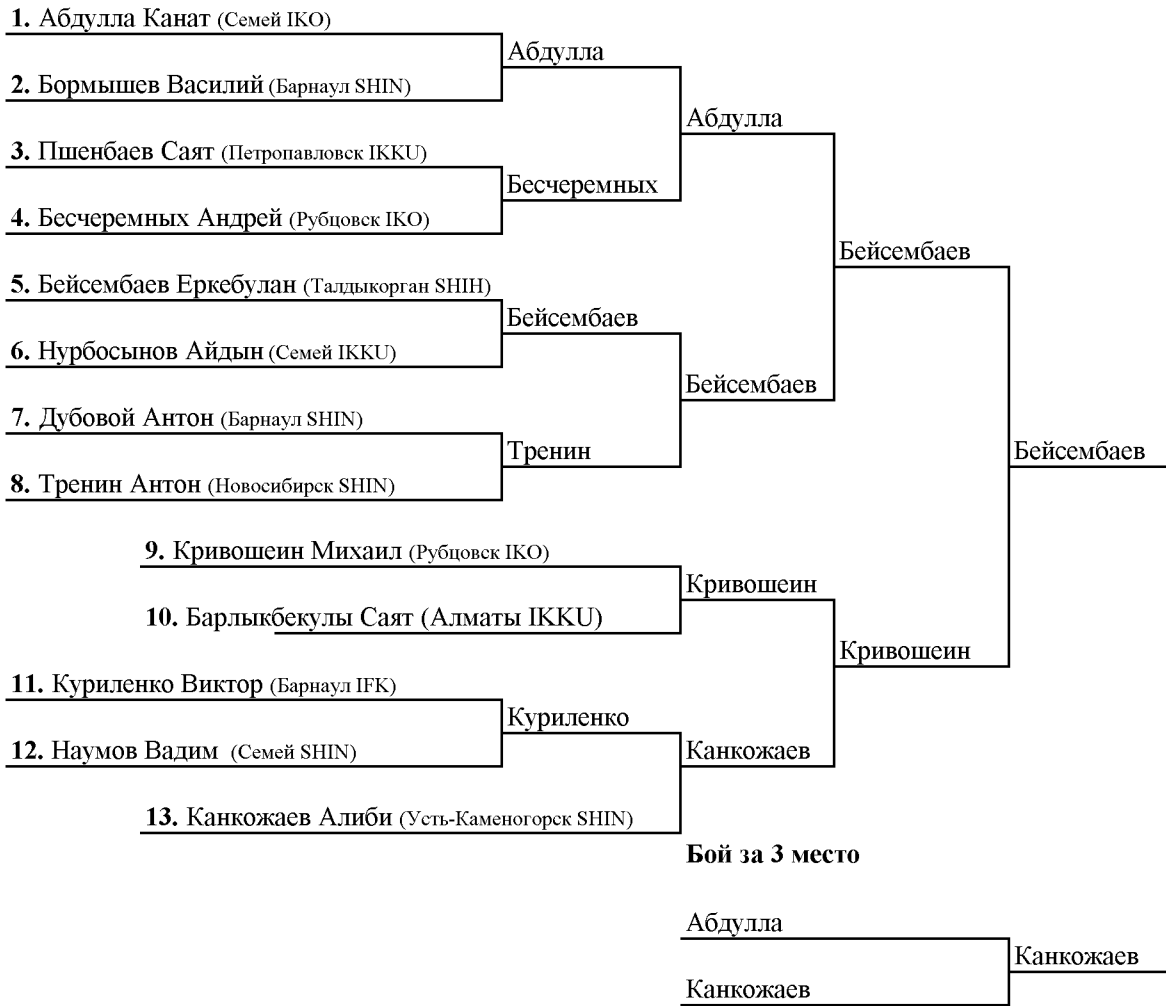 1. Абдулла Канат (Семей IKO)
Абдулла
2. Бормышев Василий (Барнаул SHIN)
Абдулла
3. Пшенбаев Саят (Петропавловск IKKU)
Бесчеремных
4. Бесчеремных Андрей (Рубцовск IKO)
Бейсембаев
5. Бейсембаев Еркебулан (Талдыкорган SHIH)
Бейсембаев
6. Нурбосынов Айдын (Семей IKKU)
Бейсембаев
7. Дубовой Антон (Барнаул SHIN)
Тренин
Бейсембаев
8. Тренин Антон (Новосибирск SHIN)
9. Кривошеин Михаил (Рубцовск IKO)
Кривошеин
10. Барлыкбекулы Саят (Алматы IKKU)
Кривошеин
11. Куриленко Виктор (Барнаул IFK)
Куриленко
12. Наумов Вадим (Семей SHIN)
Канкожаев
13. Канкожаев Алиби (Усть-Каменогорск SHIN)
Бой за 3 место
Абдулла
Канкожаев
Канкожаев